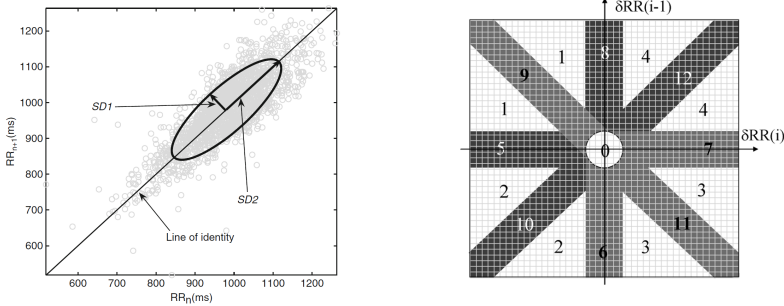 1200
1100
1000
900
800
700
600
RRn+1(ms)
SD1
SD2
Line of identity
600 700 800 900 1000 1100 1200
RRn(ms)
δRR(i-1)
1 8 4
9 12
1 4
5 0 7 δRR(i)
2 3
10 11
2 6 3